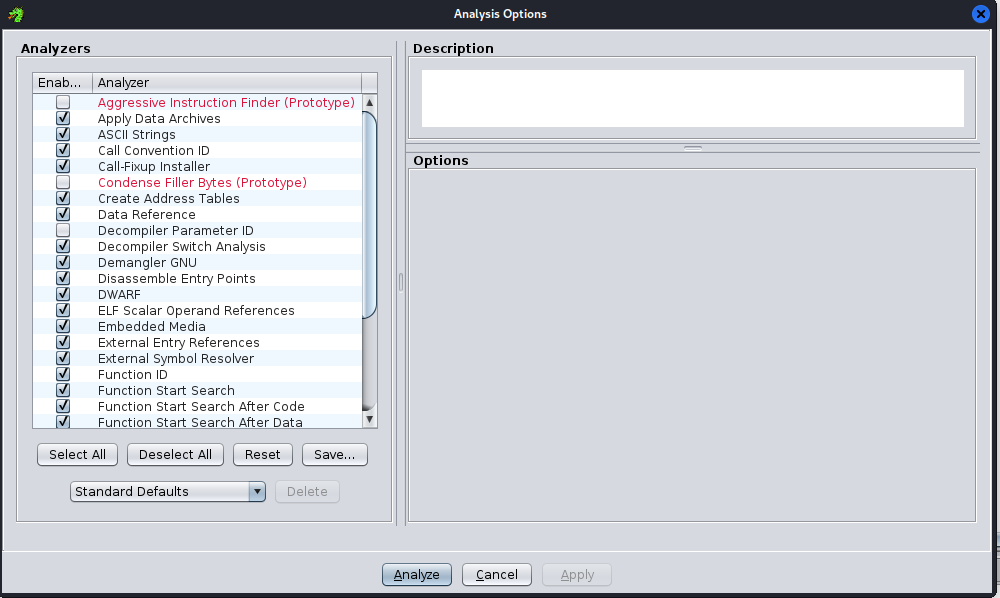 Analysis Options
Analyzers
Enab... Analyzer
Aggressive Instruction Finder (Prototype)
Apply Data Archives
ASCII Strings
Call Convention ID
Call-Fixup Installer
Condense Filler Bytes (Prototype)
Create Address Tables
Data Reference
Decompiler Parameter ID
Decompiler Switch Analysis
Demangler GNU
Disassemble Entry Points
DWARF
ELF Scalar Operand References
Embedded Media
External Entry References
External Symbol Resolver
Function ID
Function Start Search
Function Start Search After Code
Function Start Search After Data
Select All Deselect All Reset Save...
Standard Defaults Delete
Description
Options
Analyze Cancel Apply